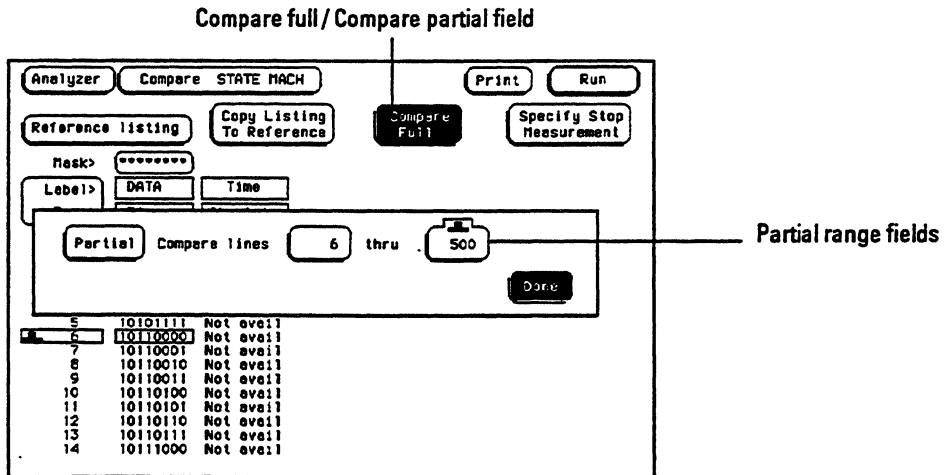 Compare full / Compare partial field
Analyzer Compare STATE MACH Print Run
Reference listing Copy Listing To Reference Compare Full Specify Stop Measurement
Mask> ********
Label> DATA Time
Partial Compare lines 6 thru 500
Partial range fields
Done
5 10101111 Not avail
6 10110000 Not avail
7 10110001 Not avail
8 10110010 Not avail
9 10110011 Not avail
10 10110100 Not avail
11 10110101 Not avail
12 10110110 Not avail
13 10110111 Not avail
14 10111000 Not avail